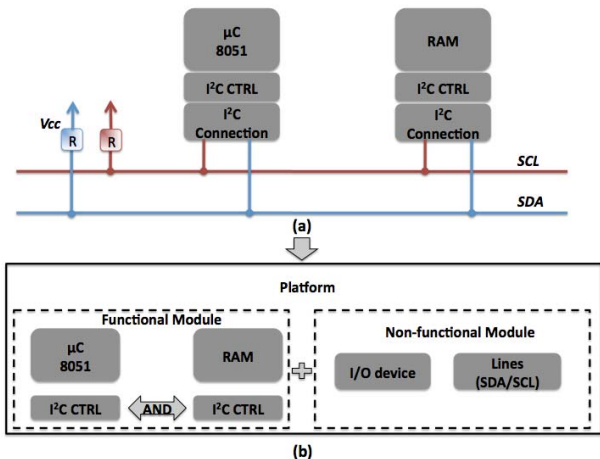 µC
8051
RAM
I²C CTRL
I²C CTRL
Vcc
I²C
Connection
I²C
Connection
R
R
SCL
SDA
(a)
Platform
Functional Module
Non-functional Module
µC
8051
RAM
I/O device
Lines
(SDA/SCL)
I²C CTRL
AND
I²C CTRL
(b)